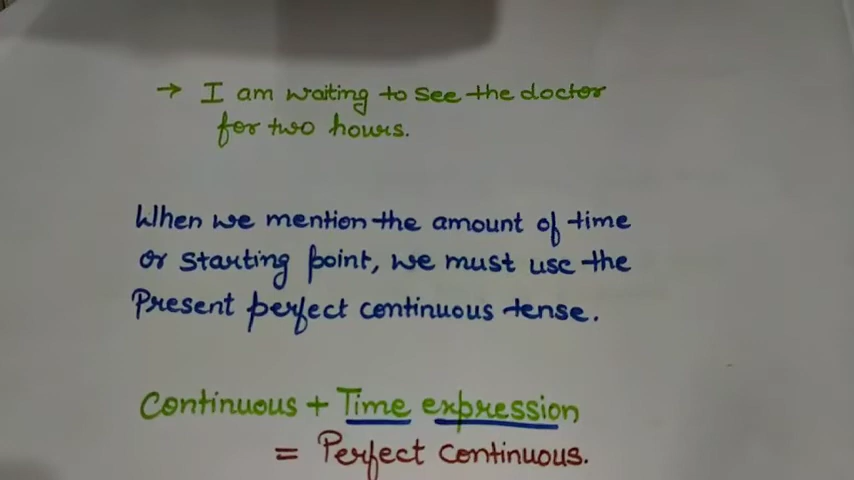 → I am waiting to see the doctor
for two hours.
When we mention the amount of time
or starting point, we must use the
Present perfect continuous tense.
Continuous + Time expression
= Perfect continuous.